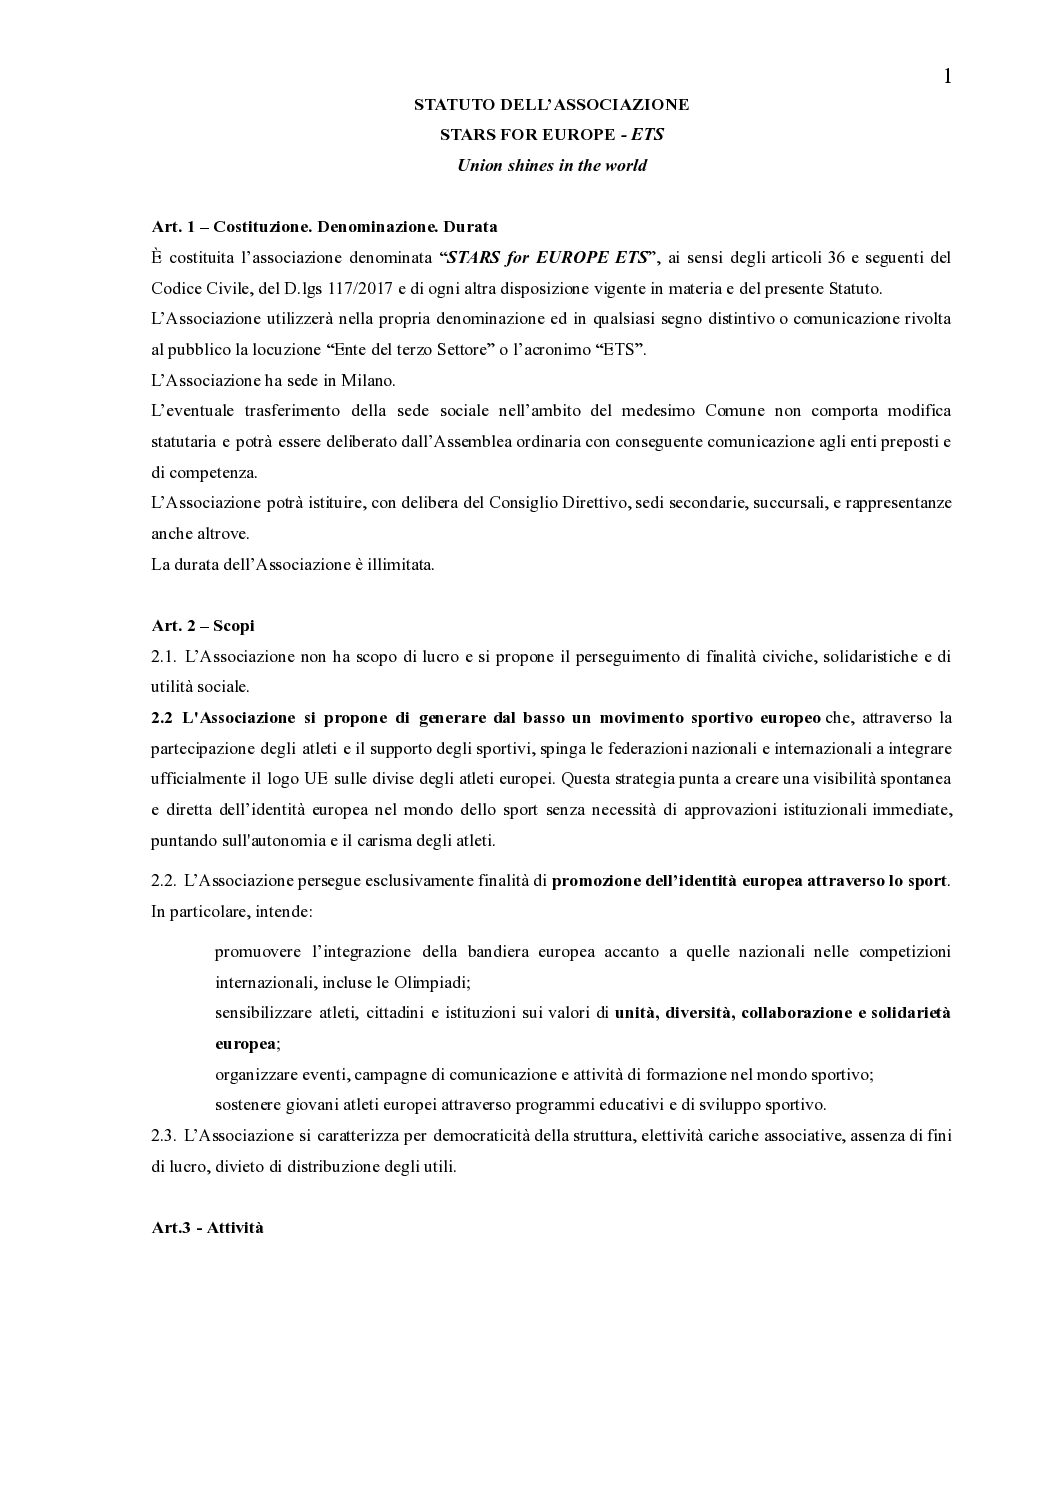 1
STATUTO DELL’ASSOCIAZIONE
STARS FOR EUROPE - ETS
Union shines in the world
Art. 1 – Costituzione. Denominazione. Durata
È costituita l’associazione denominata “STARS for EUROPE ETS”, ai sensi degli articoli 36 e seguenti del
Codice Civile, del D.lgs 117/2017 e di ogni altra disposizione vigente in materia e del presente Statuto.
L’Associazione utilizzerà nella propria denominazione ed in qualsiasi segno distintivo o comunicazione rivolta
al pubblico la locuzione “Ente del terzo Settore” o l’acronimo “ETS”.
L’Associazione ha sede in Milano.
L’eventuale trasferimento della sede sociale nell’ambito del medesimo Comune non comporta modifica
statutaria e potrà essere deliberato dall’Assemblea ordinaria con conseguente comunicazione agli enti preposti e
di competenza.
L’Associazione potrà istituire, con delibera del Consiglio Direttivo, sedi secondarie, succursali, e rappresentanze
anche altrove.
La durata dell’Associazione è illimitata.
Art. 2 – Scopi
2.1. L’Associazione non ha scopo di lucro e si propone il perseguimento di finalità civiche, solidaristiche e di
utilità sociale.
2.2 L'Associazione si propone di generare dal basso un movimento sportivo europeo che, attraverso la
partecipazione degli atleti e il supporto degli sportivi, spinga le federazioni nazionali e internazionali a integrare
ufficialmente il logo UE sulle divise degli atleti europei. Questa strategia punta a creare una visibilità spontanea
e diretta dell’identità europea nel mondo dello sport senza necessità di approvazioni istituzionali immediate,
puntando sull'autonomia e il carisma degli atleti.
2.2. L’Associazione persegue esclusivamente finalità di promozione dell’identità europea attraverso lo sport.
In particolare, intende:
promuovere l’integrazione della bandiera europea accanto a quelle nazionali nelle competizioni
internazionali, incluse le Olimpiadi;
sensibilizzare atleti, cittadini e istituzioni sui valori di unità, diversità, collaborazione e solidarietà
europea;
organizzare eventi, campagne di comunicazione e attività di formazione nel mondo sportivo;
sostenere giovani atleti europei attraverso programmi educativi e di sviluppo sportivo.
2.3. L’Associazione si caratterizza per democraticità della struttura, elettività cariche associative, assenza di fini
di lucro, divieto di distribuzione degli utili.
Art.3 - Attività